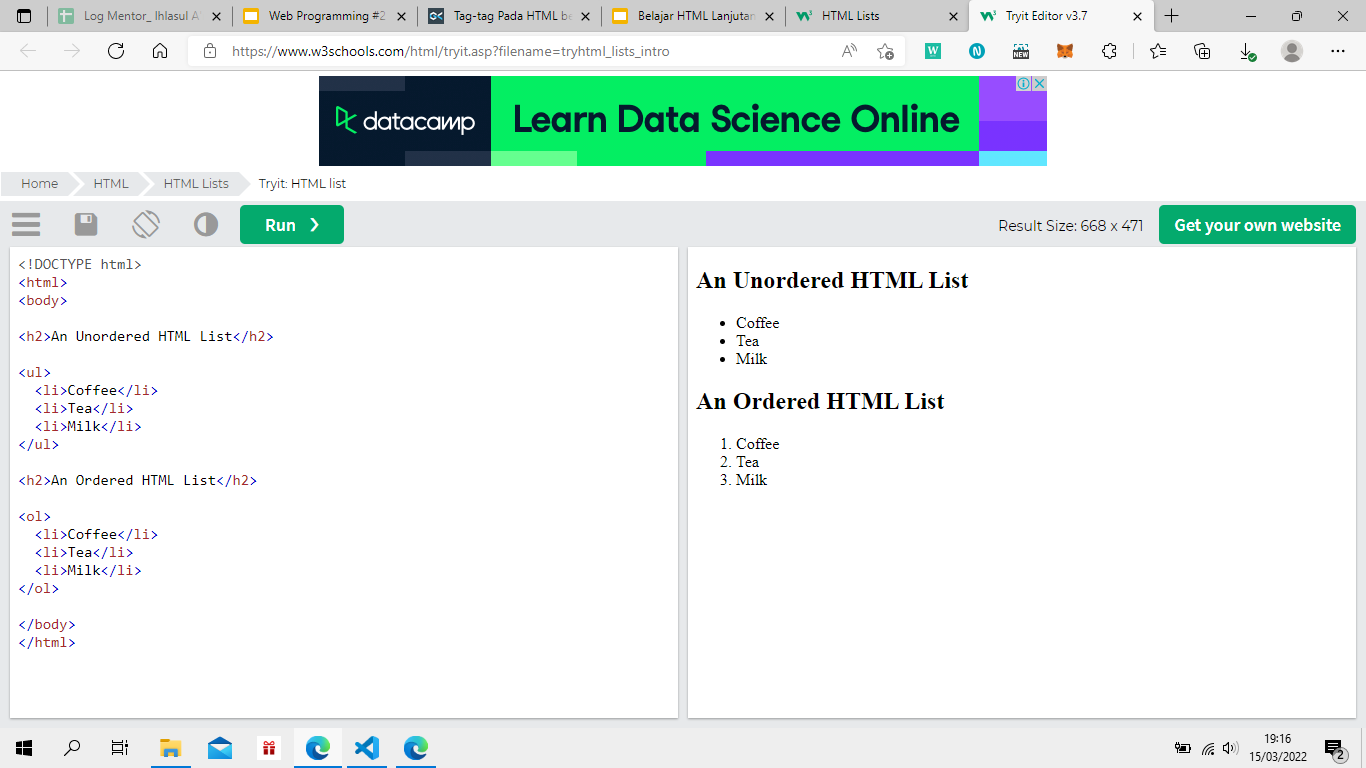 Log Mentor_ Ihlasul A
Web Programming #2
Tag-tag Pada HTML be
Belajar HTML Lanjutan
HTML Lists
Tryit Editor v3.7
https://www.w3schools.com/html/tryit.asp?filename=tryhtml_lists_intro
W
N
NEW
datacamp
Learn Data Science Online
Home
HTML
HTML Lists
Tryit: HTML list
Run ❯
Result Size: 668 x 471
Get your own website
<!DOCTYPE html>
<html>
<body>
<h2>An Unordered HTML List</h2>
<ul>
<li>Coffee</li>
<li>Tea</li>
<li>Milk</li>
</ul>
<h2>An Ordered HTML List</h2>
<ol>
<li>Coffee</li>
<li>Tea</li>
<li>Milk</li>
</ol>
</body>
</html>
An Unordered HTML List
• Coffee
• Tea
• Milk
An Ordered HTML List
1. Coffee
2. Tea
3. Milk
19:16
15/03/2022
2